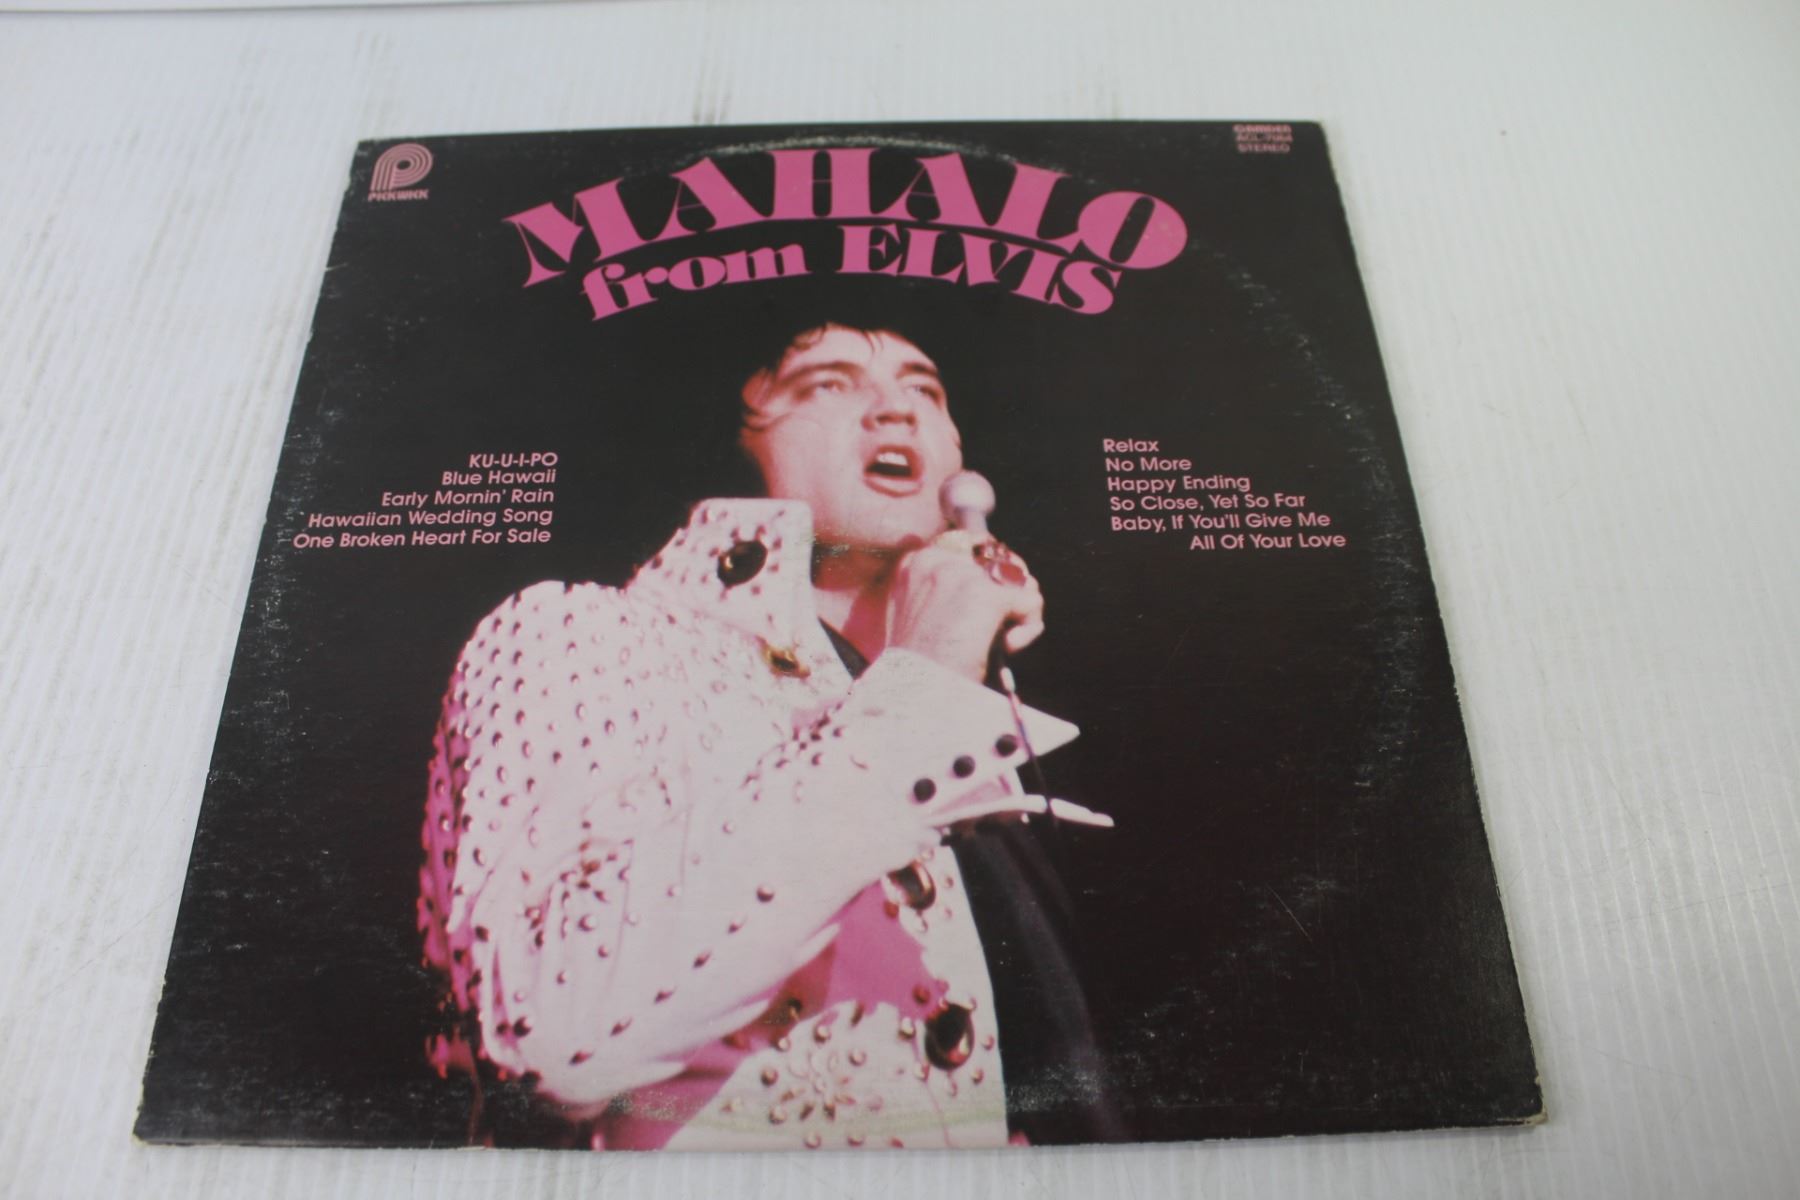 PICKWICK
CAMDEN
ACL-7064
STEREO
MAHALO
from ELVIS
KU-U-I-PO
Blue Hawaii
Early Mornin' Rain
Hawaiian Wedding Song
One Broken Heart For Sale
Relax
No More
Happy Ending
So Close, Yet So Far
Baby, If You'll Give Me
All Of Your Love